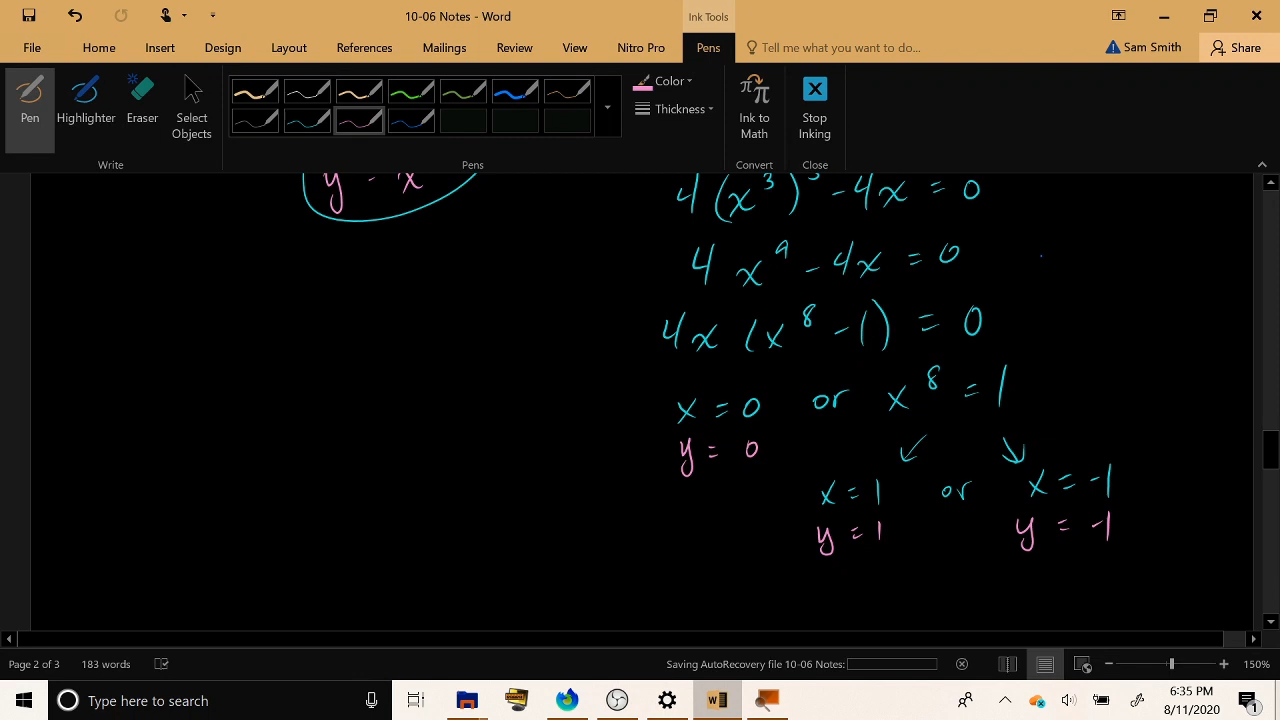 10-06 Notes - Word
Ink Tools
File Home Insert Design Layout References Mailings Review View Nitro Pro Pens Tell me what you want to do... Sam Smith Share
Pen Highlighter Eraser Select Objects
Color
Thickness
Ink to Math
Stop Inking
Write Pens Convert Close
y = x
4(x³)³ - 4x = 0
4x⁹ - 4x = 0
4x (x⁸ - 1) = 0
x = 0 or x⁸ = 1
y = 0
x = 1 or x = -1
y = 1 y = -1
Page 2 of 3 183 words Saving AutoRecovery file 10-06 Notes: 150%
Type here to search
6:35 PM
8/11/2020
1